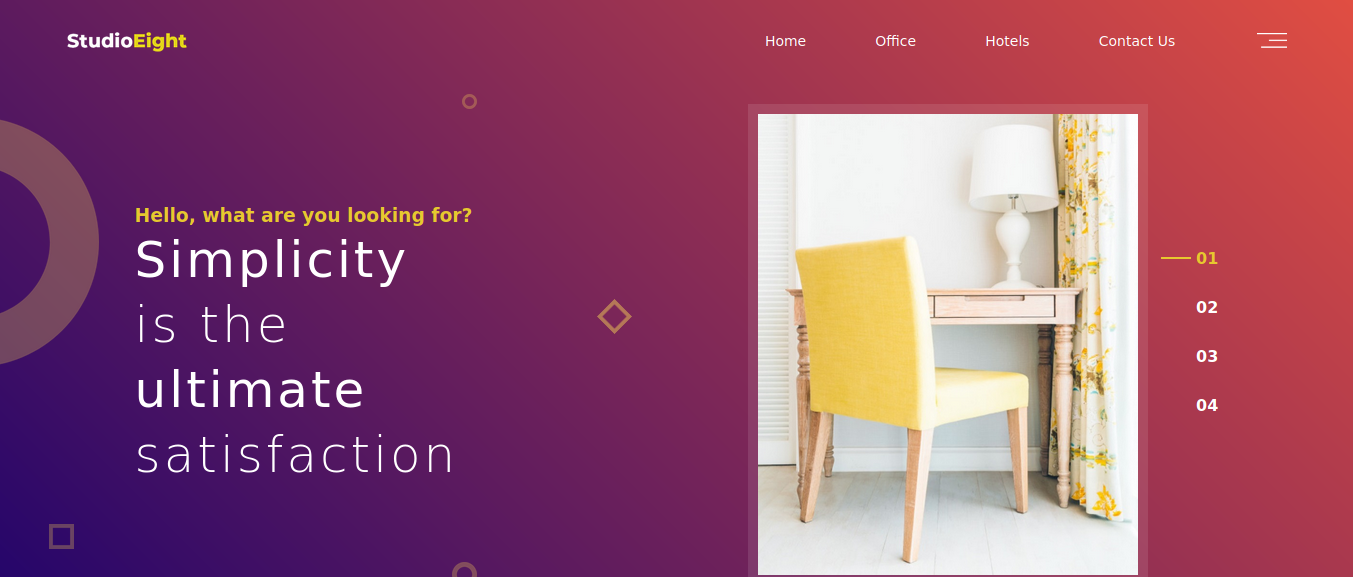 StudioEight
Home
Office
Hotels
Contact Us
Hello, what are you looking for?
Simplicity
is the
ultimate
satisfaction
01
02
03
04